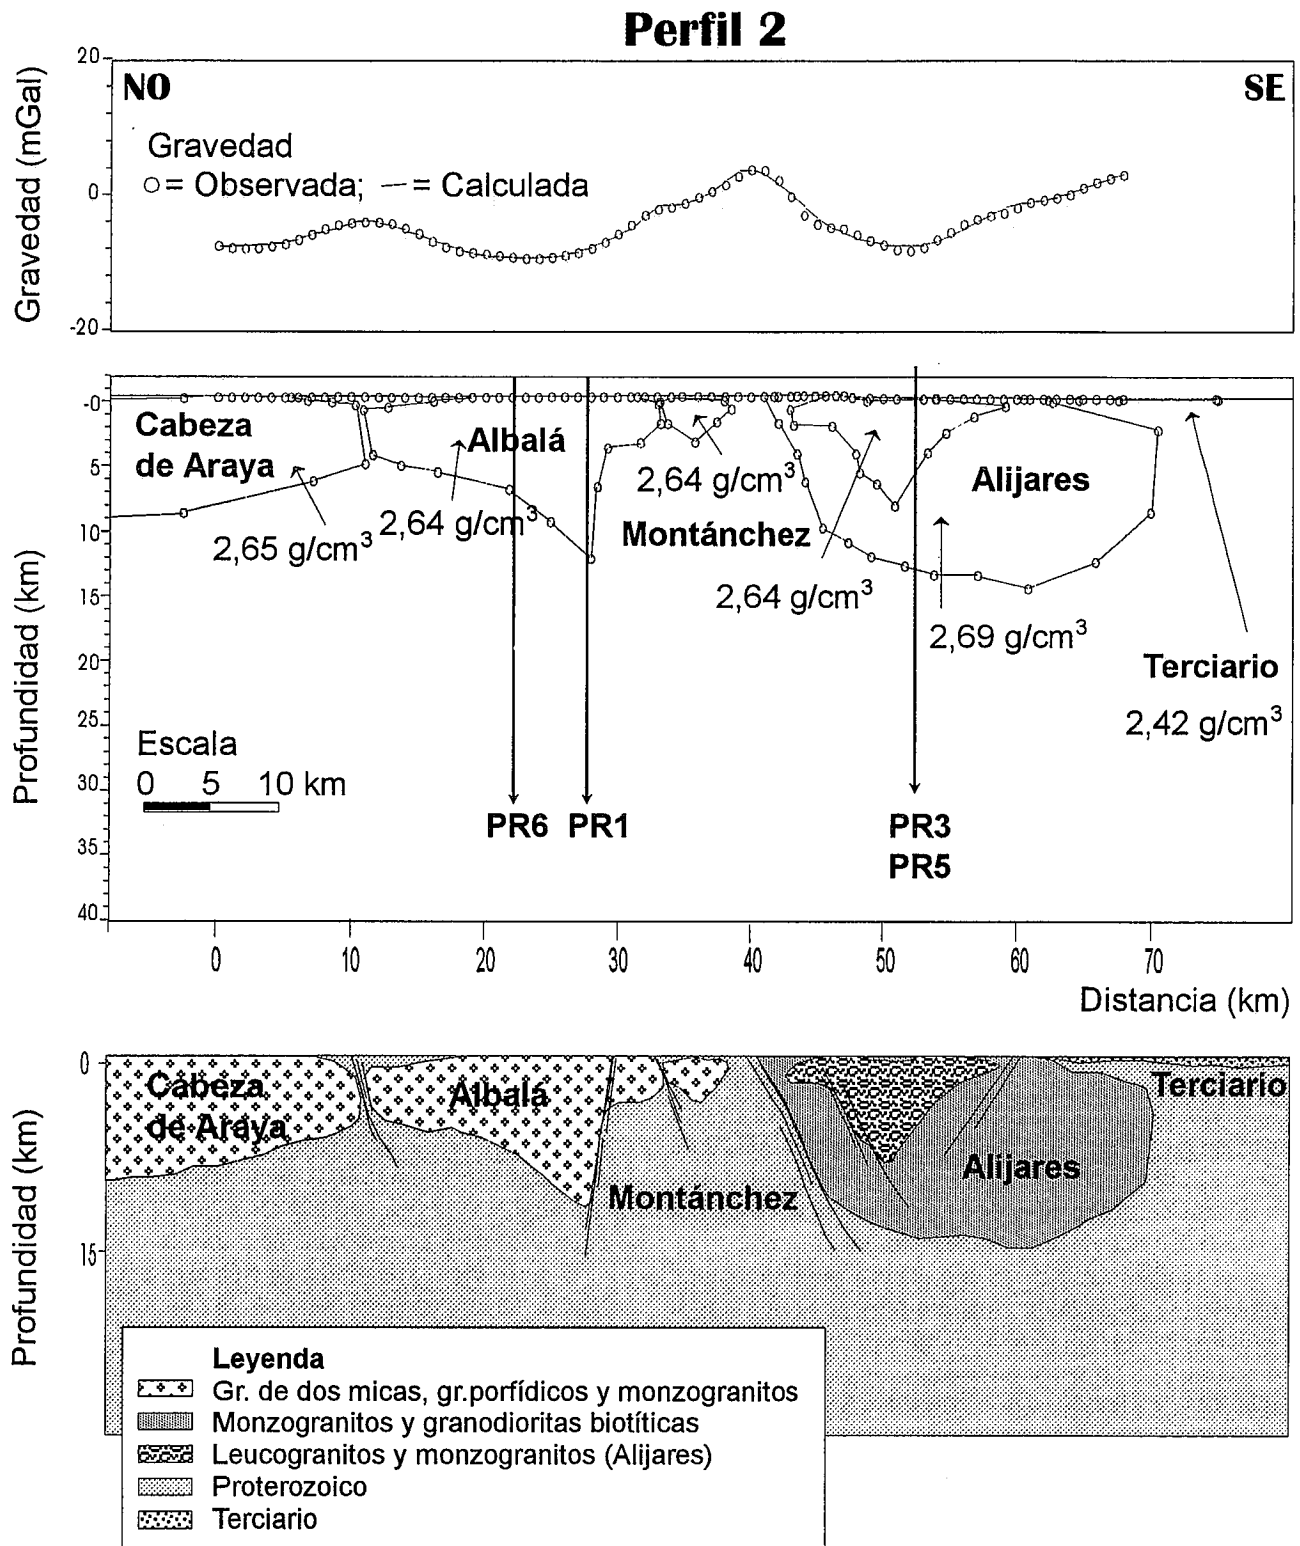 Perfil 2
Gravedad (mGal)
20
0
-20
NO
SE
Gravedad
= Observada; — = Calculada
Profundidad (km)
-0
5
10
15
20
25
30
35
40
Cabeza
de Araya
Albalá
2,65 g/cm³
2,64 g/cm³
2,64 g/cm³
Montánchez
2,64 g/cm³
Alijares
2,69 g/cm³
Terciario
2,42 g/cm³
Escala
0 5 10 km
PR6
PR1
PR3
PR5
0 10 20 30 40 50 60 70
Distancia (km)
Profundidad (km)
0
15
Cabeza
de Araya
Albalá
Montánchez
Alijares
Terciario
Leyenda
Gr. de dos micas, gr.porfídicos y monzogranitos
Monzogranitos y granodioritas biotíticas
Leucogranitos y monzogranitos (Alijares)
Proterozoico
Terciario